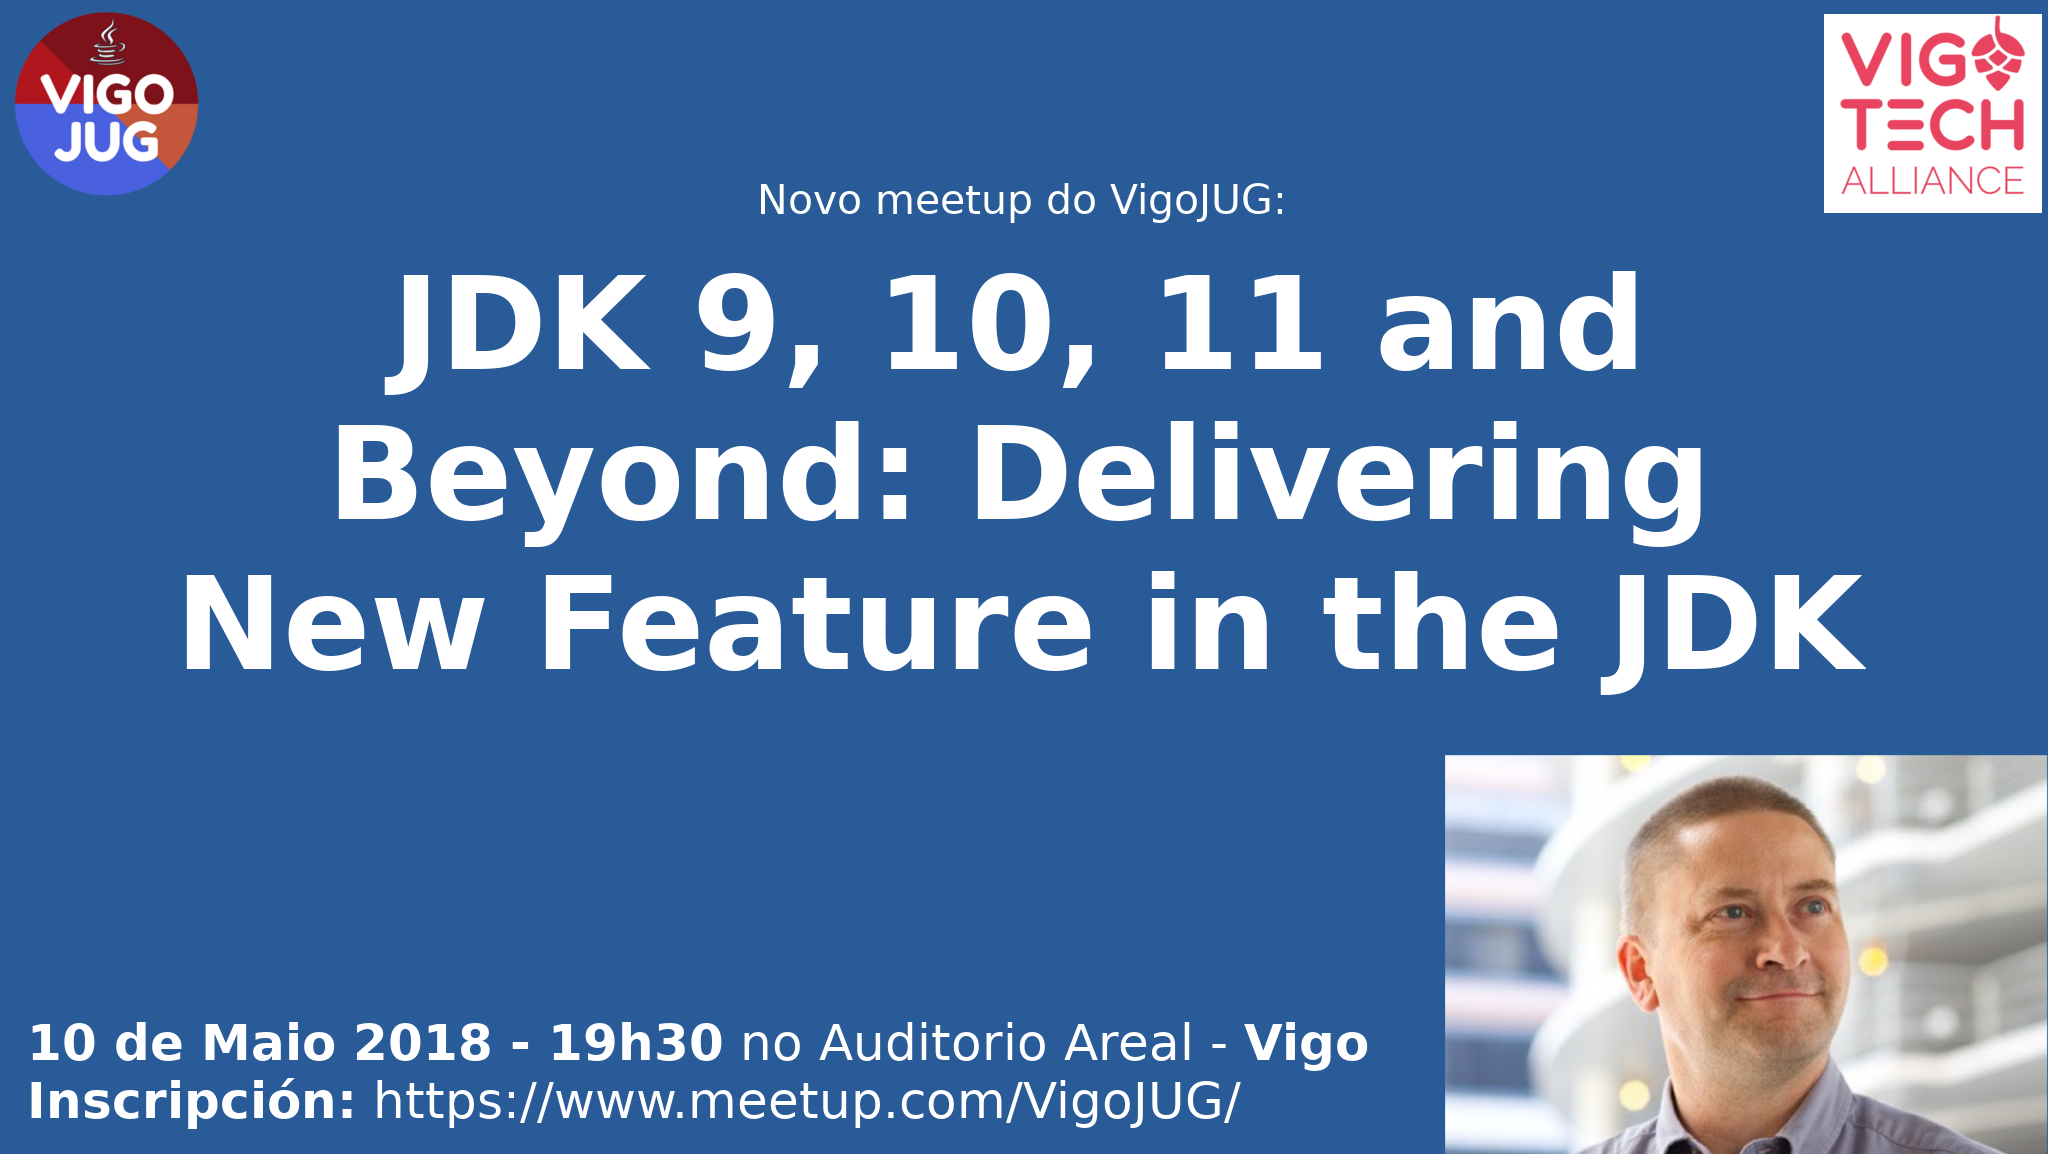 VIGO
JUG
VIGO
TECH
ALLIANCE
Novo meetup do VigoJUG:
JDK 9, 10, 11 and
Beyond: Delivering
New Feature in the JDK
10 de Maio 2018 - 19h30 no Auditorio Areal - Vigo
Inscripción: https://www.meetup.com/VigoJUG/